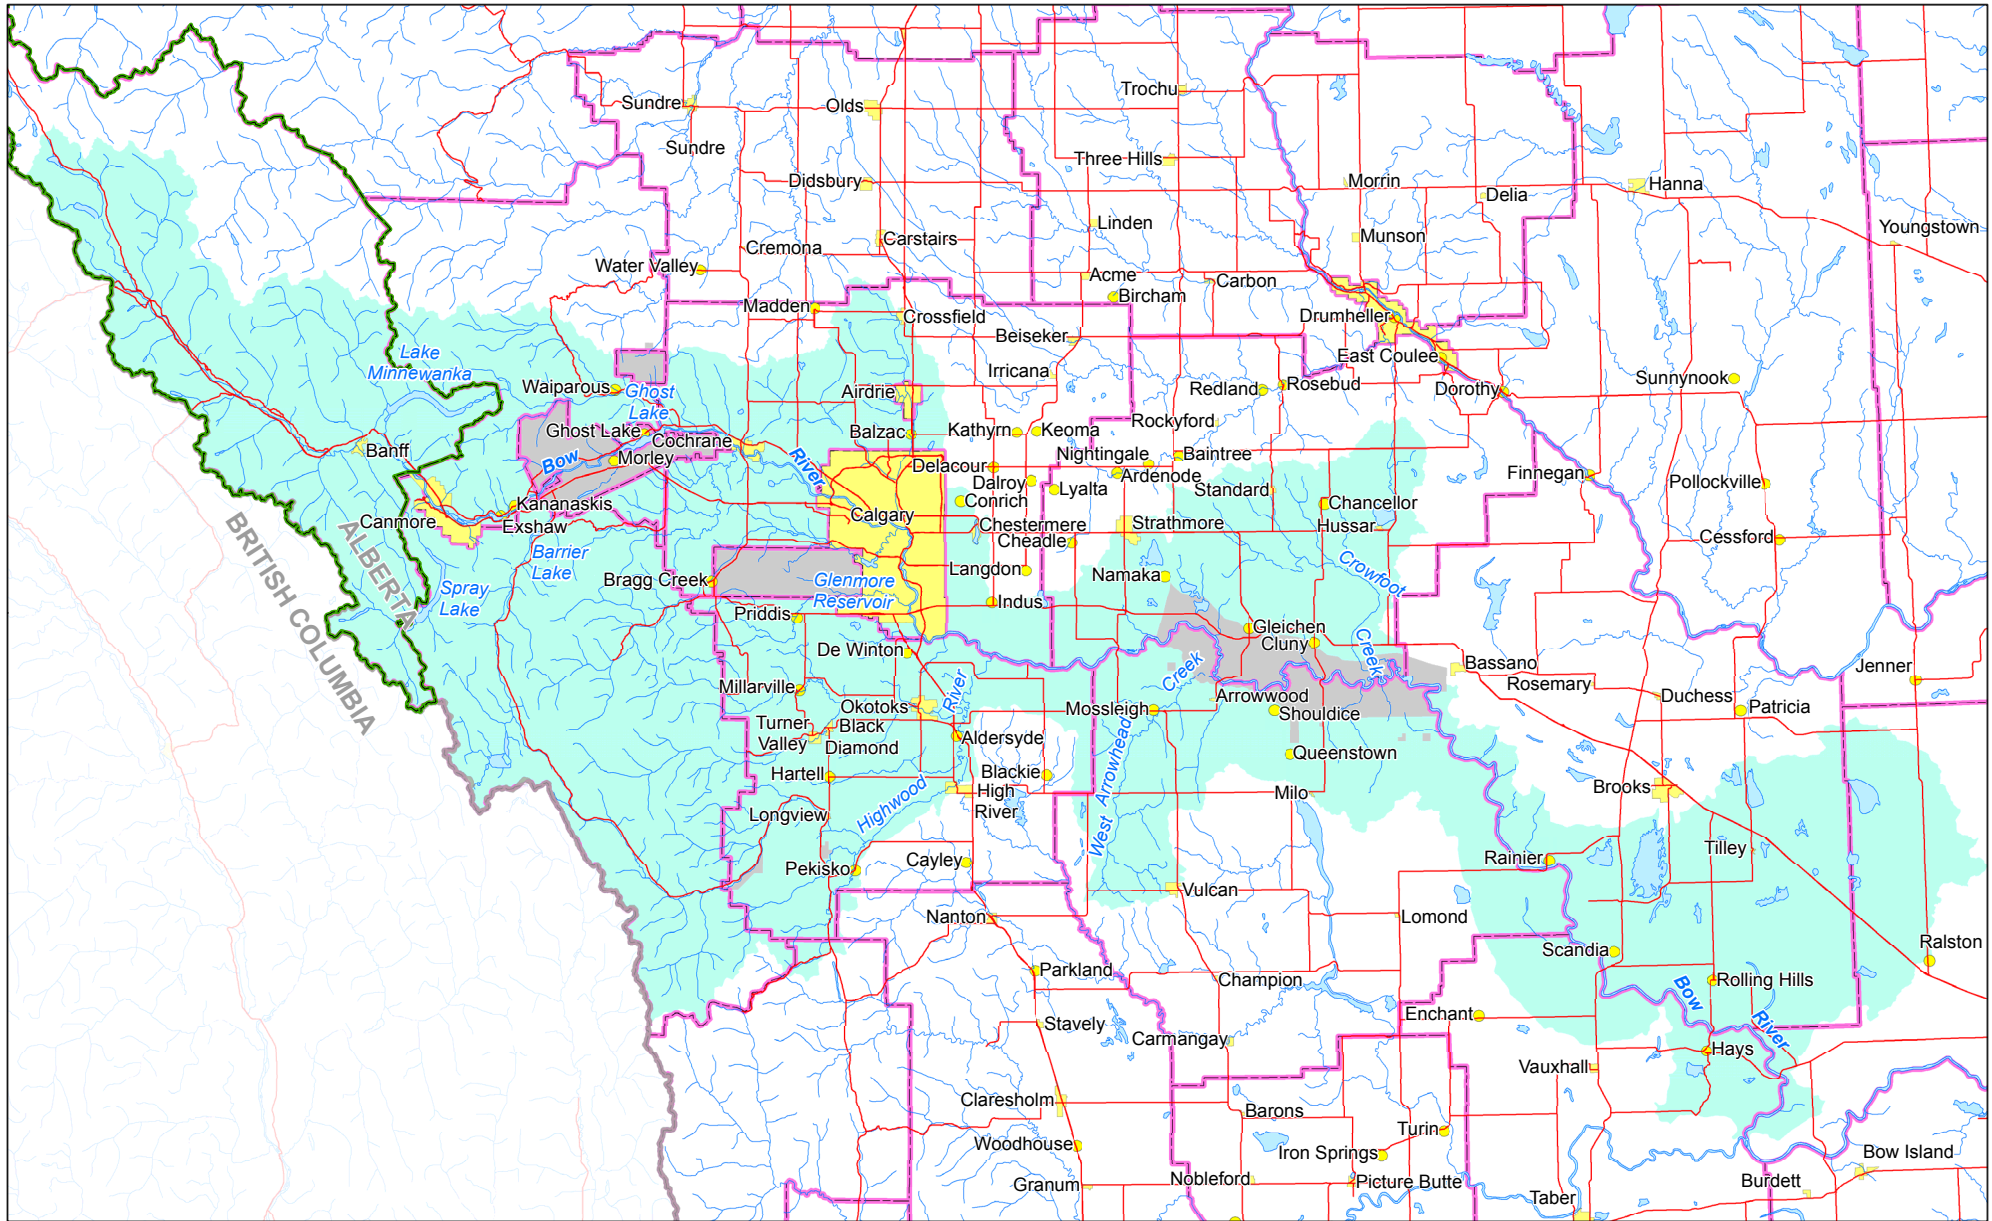 Trochu
Sundre
Olds
Sundre
Three Hills
Didsbury
Morrin
Delia
Hanna
Linden
Youngstown
Carstairs
Munson
Cremona
Water Valley
Acme
Carbon
Bircham
Madden
Crossfield
Drumheller
Beiseker
East Coulee
Lake
Minnewanka
Irricana
Sunnynook
Waiparous
Ghost
Lake
Airdrie
Redland
Rosebud
Dorothy
Rockyford
Ghost Lake
Cochrane
Balzac
Kathyrn
Keoma
Banff
Bow
Morley
River
Nightingale
Baintree
Delacour
Ardenode
Finnegan
Dalroy
Lyalta
Standard
Pollockville
Kananaskis
Conrich
Chancellor
Canmore
Exshaw
Calgary
Chestermere
Strathmore
Hussar
Cheadle
Cessford
BRITISH COLUMBIA
ALBERTA
Barrier
Lake
Bragg Creek
Glenmore
Reservoir
Langdon
Namaka
Crowfoot
Creek
Spray
Lake
Indus
Priddis
Gleichen
Cluny
De Winton
Bassano
Jenner
Millarville
River
Creek
Rosemary
Okotoks
Mossleigh
Arrowwood
Shouldice
Duchess
Patricia
Turner
Valley
Black
Diamond
Aldersyde
West Arrowhead
Queenstown
Hartell
Blackie
High
River
Milo
Brooks
Longview
Highwood
Tilley
Rainier
Pekisko
Cayley
Vulcan
Nanton
Lomond
Scandia
Ralston
Parkland
Champion
Rolling Hills
Bow
River
Stavely
Enchant
Carmangay
Hays
Vauxhall
Claresholm
Barons
Turin
Woodhouse
Iron Springs
Bow Island
Granum
Nobleford
Picture Butte
Burdett
Taber